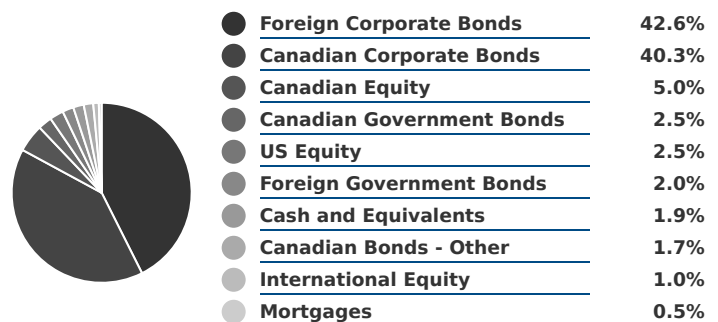 Foreign Corporate Bonds 42.6%
Canadian Corporate Bonds 40.3%
Canadian Equity 5.0%
Canadian Government Bonds 2.5%
US Equity 2.5%
Foreign Government Bonds 2.0%
Cash and Equivalents 1.9%
Canadian Bonds - Other 1.7%
International Equity 1.0%
Mortgages 0.5%